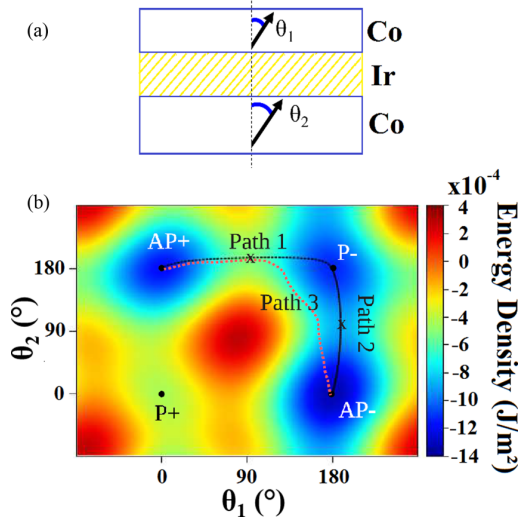 (a)
θ1
Co
Ir
θ2
Co
(b)
x10-4
AP+
Path 1
x
P-
4
2
0
-2
-4
-6
-8
-10
-12
-14
Energy Density (J/m²)
180
90
0
θ2 (°)
Path 3
x
Path 2
P+
AP-
0
90
180
θ1 (°)